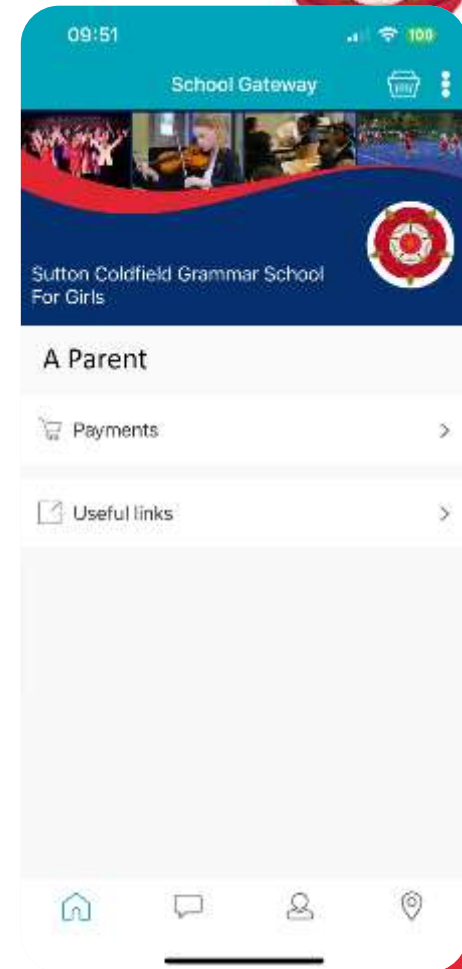 09:51
100
School Gateway
Sutton Coldfield Grammar School
For Girls
A Parent
Payments
Useful links